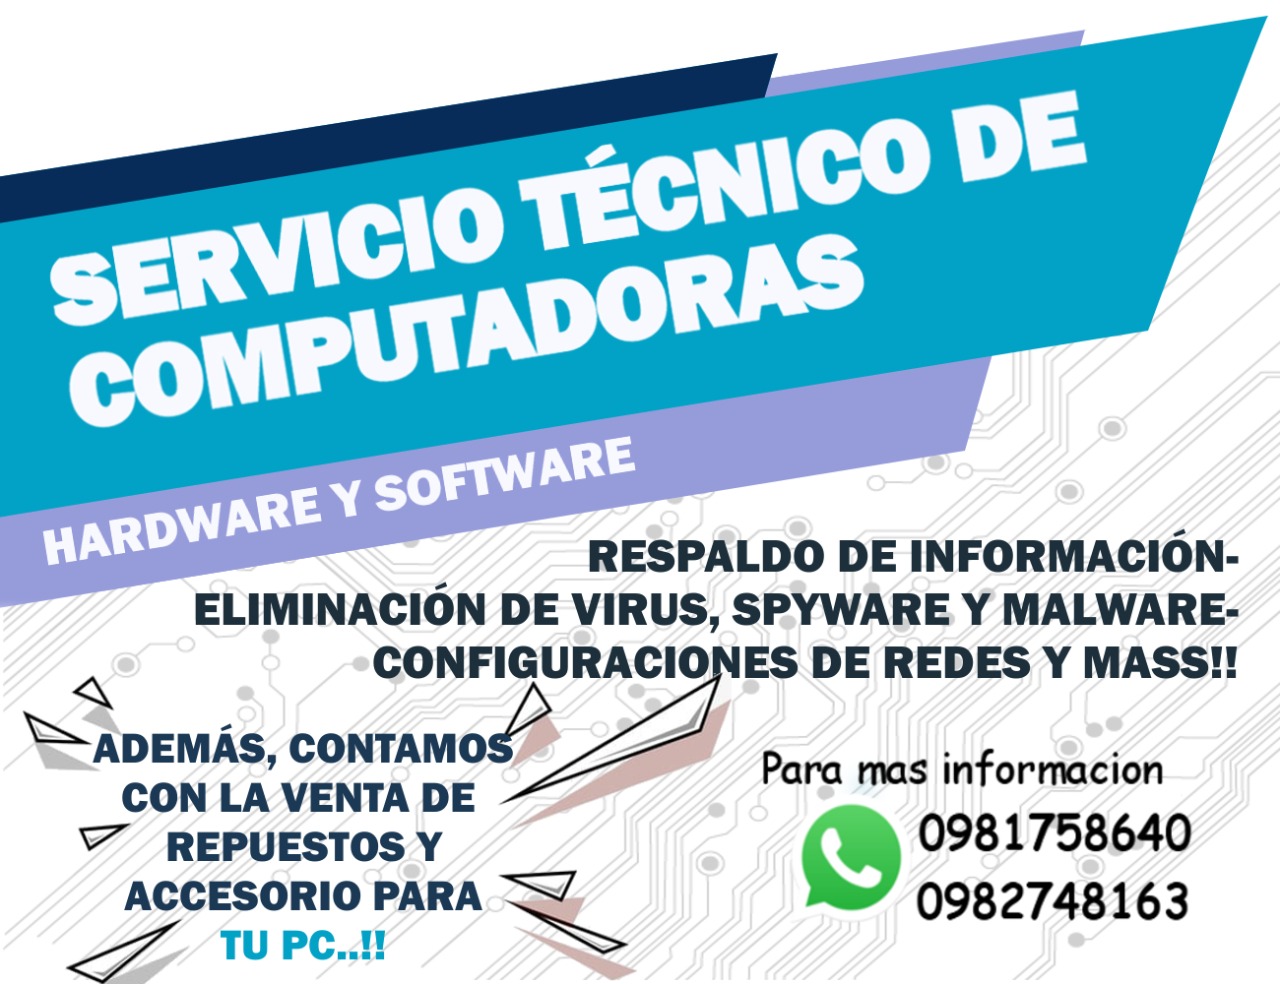 SERVICIO TÉCNICO DE
COMPUTADORAS
HARDWARE Y SOFTWARE
RESPALDO DE INFORMACIÓN-
ELIMINACIÓN DE VIRUS, SPYWARE Y MALWARE-
CONFIGURACIONES DE REDES Y MASS!!
ADEMÁS, CONTAMOS
CON LA VENTA DE
REPUESTOS Y
ACCESORIO PARA
TU PC..!!
Para mas informacion
0981758640
0982748163